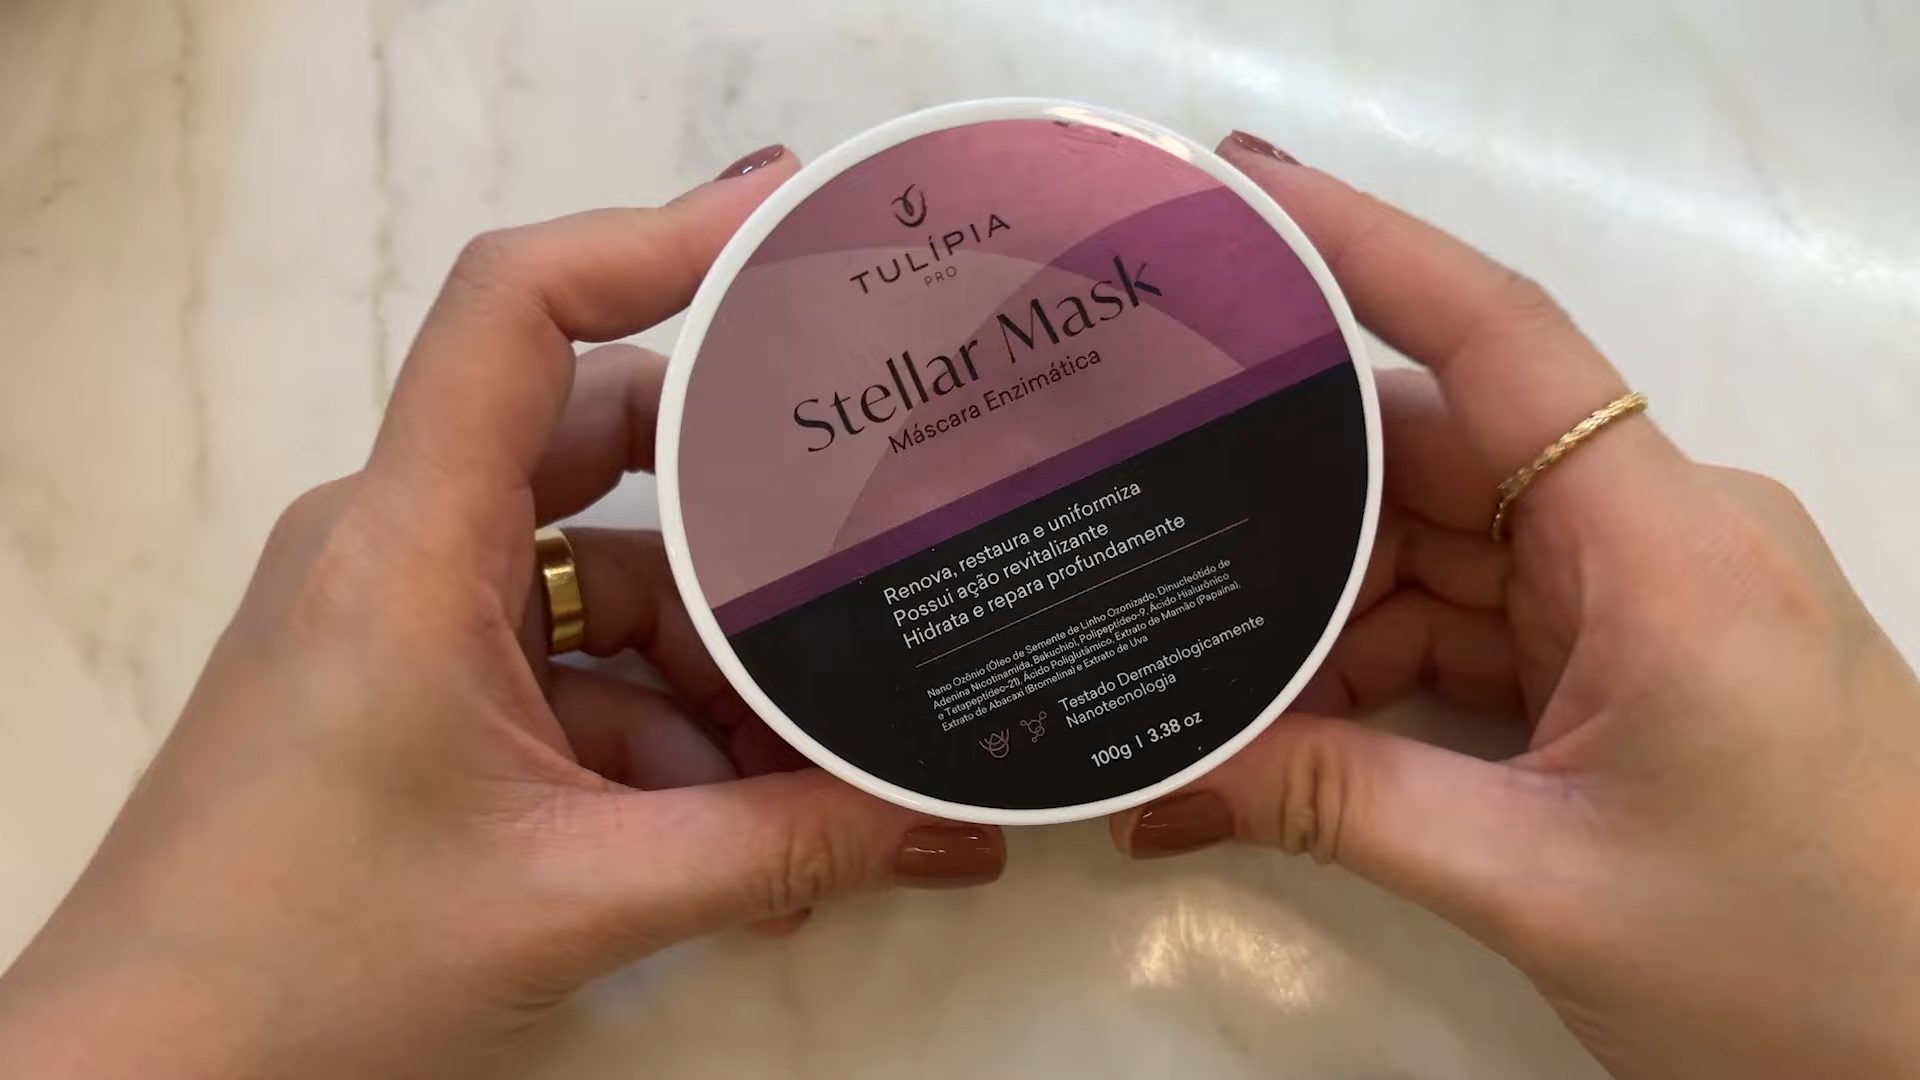 TULÍPIA
PRO
Stellar Mask
Máscara Enzimática
Renova, restaura e uniformiza
Possui ação revitalizante
Hidrata e repara profundamente
Nano Ozônio (Óleo de Semente de Linho Ozonizado, Dinucleótido de
Adenina Nicotinamida, Bakuchiol, Polipeptídeo-9, Ácido Hialurônico
e Tetapeptídeo-21), Ácido Poliglutâmico, Extrato de Mamão (Papaína),
Extrato de Abacaxi (Bromelina) e Extrato de Uva
Testado Dermatologicamente
Nanotecnologia
100g | 3.38 oz